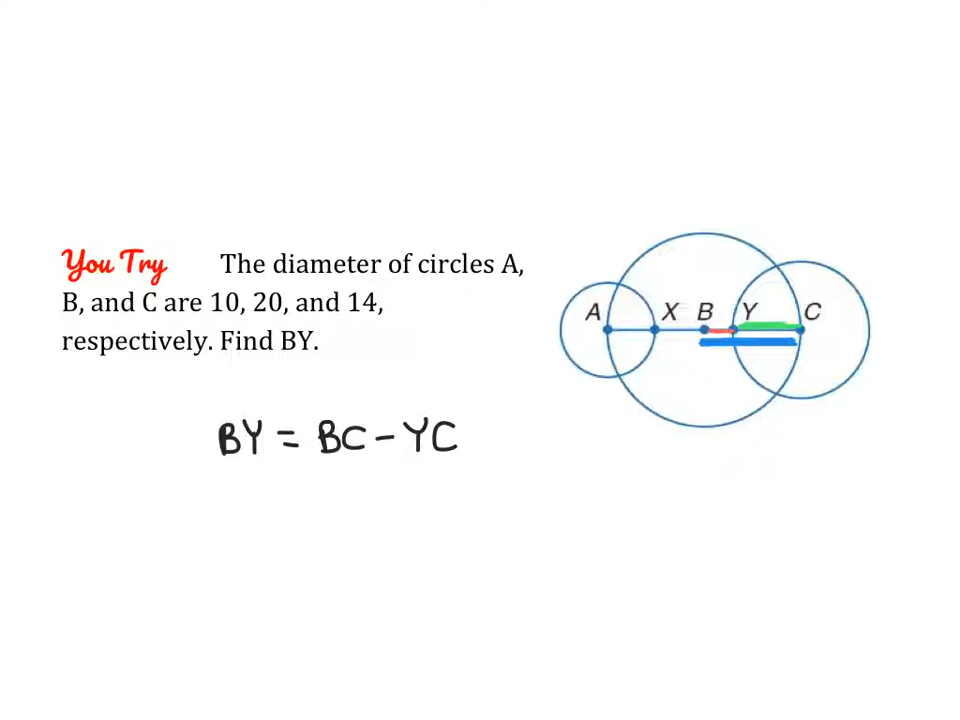 You Try The diameter of circles A,
B, and C are 10, 20, and 14,
respectively. Find BY.
A X B Y C
BY = BC - YC